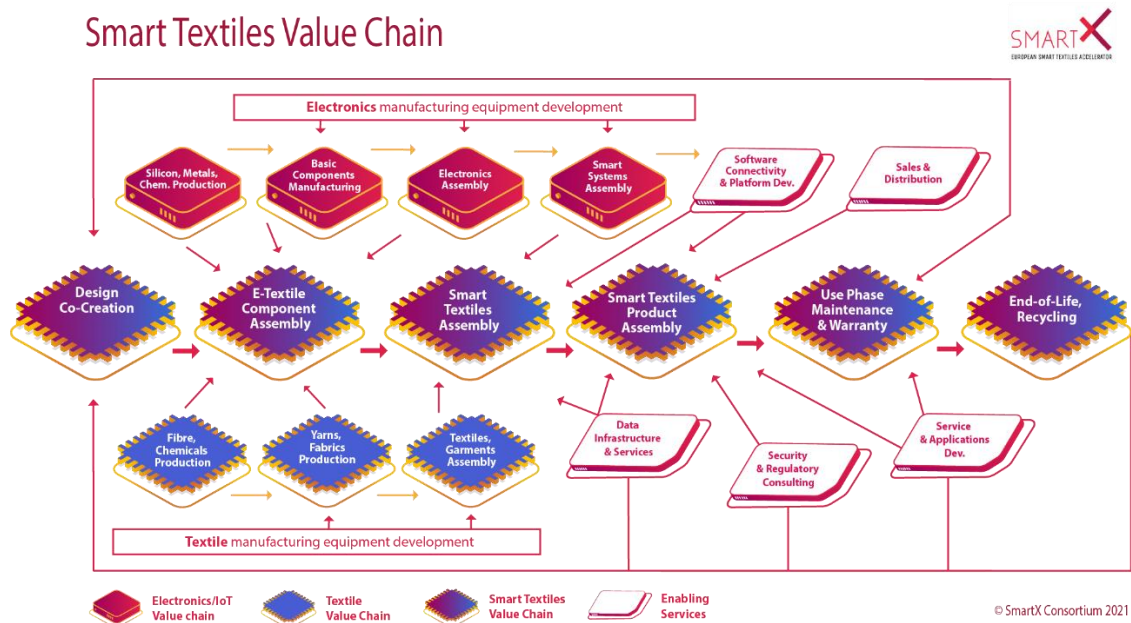 Smart Textiles Value Chain
SMARTX
EUROPEAN SMART TEXTILES ACCELERATOR
Electronics manufacturing equipment development
Silicon, Metals,
Chem. Production
Basic
Components
Manufacturing
Electronics
Assembly
Smart
Systems
Assembly
Software
Connectivity
& Platform Dev.
Sales &
Distribution
Design
Co-Creation
E-Textile
Component
Assembly
Smart
Textiles
Assembly
Smart Textiles
Product
Assembly
Use Phase
Maintenance
& Warranty
End-of-Life,
Recycling
Fibre,
Chemicals
Production
Yarns,
Fabrics
Production
Textiles,
Garments
Assembly
Data
Infrastructure
& Services
Security
& Regulatory
Consulting
Service
& Applications
Dev.
Textile manufacturing equipment development
Electronics/IoT
Value chain
Textile
Value Chain
Smart Textiles
Value Chain
Enabling
Services
© SmartX Consortium 2021